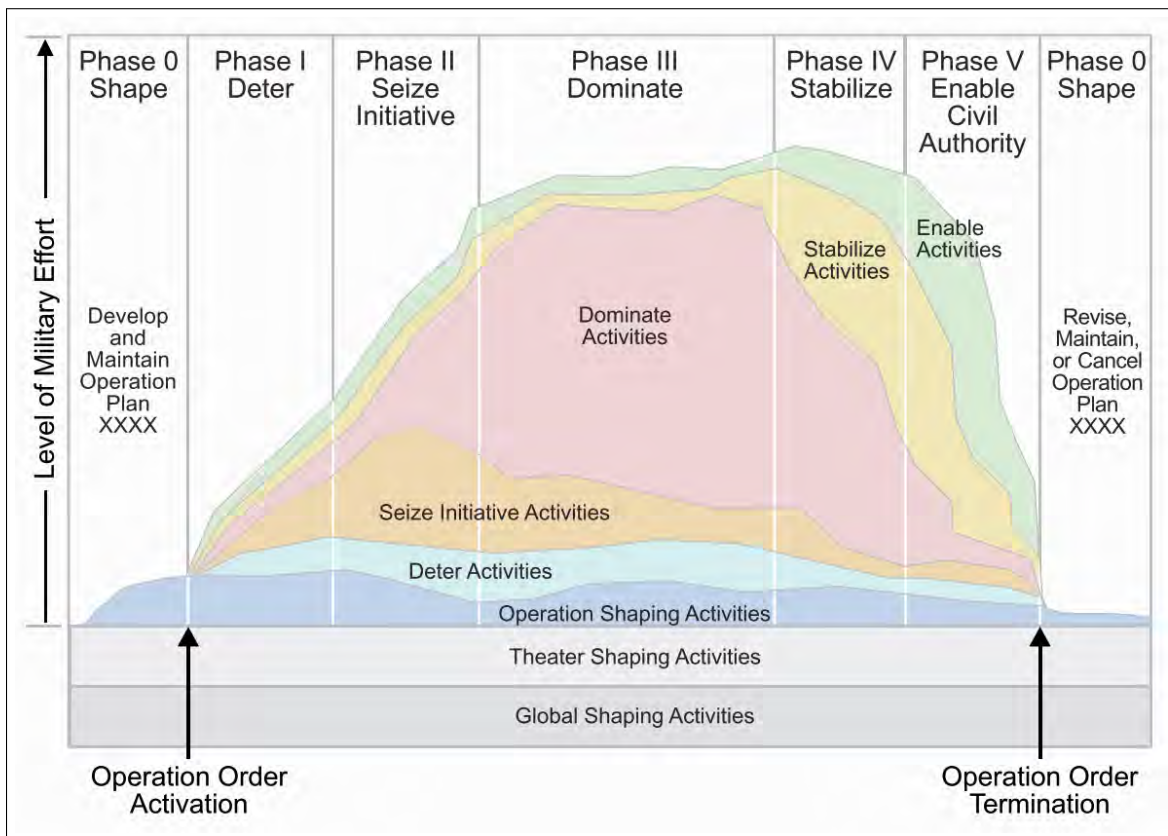 Phase 0
Shape
Phase I
Deter
Phase II
Seize
Initiative
Phase III
Dominate
Phase IV
Stabilize
Phase V
Enable
Civil
Authority
Phase 0
Shape
Level of Military Effort
Develop
and
Maintain
Operation
Plan
XXXX
Enable
Activities
Stabilize
Activities
Dominate
Activities
Revise,
Maintain,
or Cancel
Operation
Plan
XXXX
Seize Initiative Activities
Deter Activities
Operation Shaping Activities
Theater Shaping Activities
Global Shaping Activities
Operation Order
Activation
Operation Order
Termination